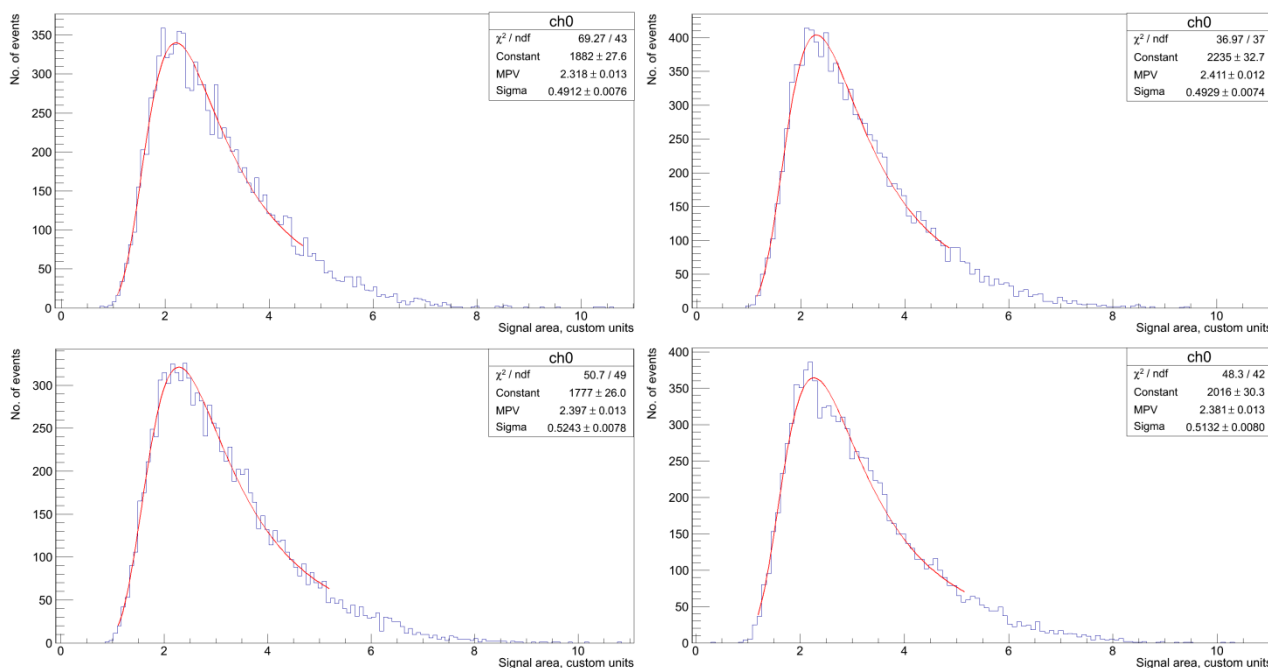 No. of events
350
300
250
200
150
100
50
0
0 2 4 6 8 10
Signal area, custom units
ch0
χ² / ndf 69.27 / 43
Constant 1882 ± 27.6
MPV 2.318 ± 0.013
Sigma 0.4912 ± 0.0076
No. of events
400
350
300
250
200
150
100
50
0
0 2 4 6 8 10
Signal area, custom units
ch0
χ² / ndf 36.97 / 37
Constant 2235 ± 32.7
MPV 2.411 ± 0.012
Sigma 0.4929 ± 0.0074
No. of events
300
250
200
150
100
50
0
0 2 4 6 8 10
Signal area, custom units
ch0
χ² / ndf 50.7 / 49
Constant 1777 ± 26.0
MPV 2.397 ± 0.013
Sigma 0.5243 ± 0.0078
No. of events
400
350
300
250
200
150
100
50
0
0 2 4 6 8 10
Signal area, custom units
ch0
χ² / ndf 48.3 / 42
Constant 2016 ± 30.3
MPV 2.381 ± 0.013
Sigma 0.5132 ± 0.0080